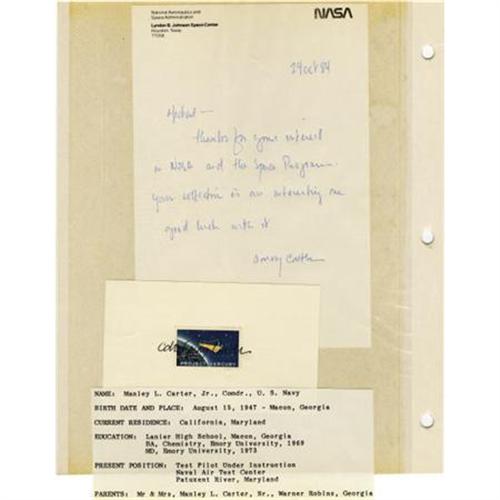 National Aeronautics and
Space Administration
Lyndon B. Johnson Space Center
Houston, Texas
77058
NASA
24 Oct 84
thanks for your interest
in NASA and the Space Program.
Your collection is an interesting one
good luck with it
PROJECT MERCURY
NAME: Manley L. Carter, Jr., Comdr., U. S. Navy
BIRTH DATE AND PLACE: August 15, 1947 - Macon, Georgia
CURRENT RESIDENCE: California, Maryland
EDUCATION: Lanier High School, Macon, Georgia
BA, Chemistry, Emory University, 1969
MD, Emory University, 1973
PRESENT POSITION: Test Pilot Under Instruction
Naval Air Test Center
Patuxent River, Maryland
PARENTS: Mr & Mrs, Manley L. Carter, Sr., Warner Robins, Georgia